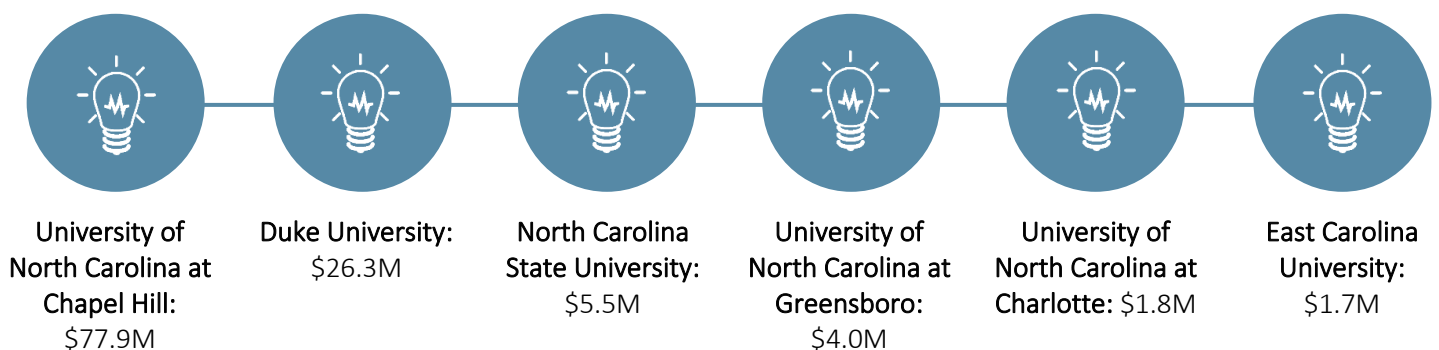 University of
North Carolina at
Chapel Hill:
$77.9M
Duke University:
$26.3M
North Carolina
State University:
$5.5M
University of
North Carolina at
Greensboro:
$4.0M
University of
North Carolina at
Charlotte: $1.8M
East Carolina
University:
$1.7M